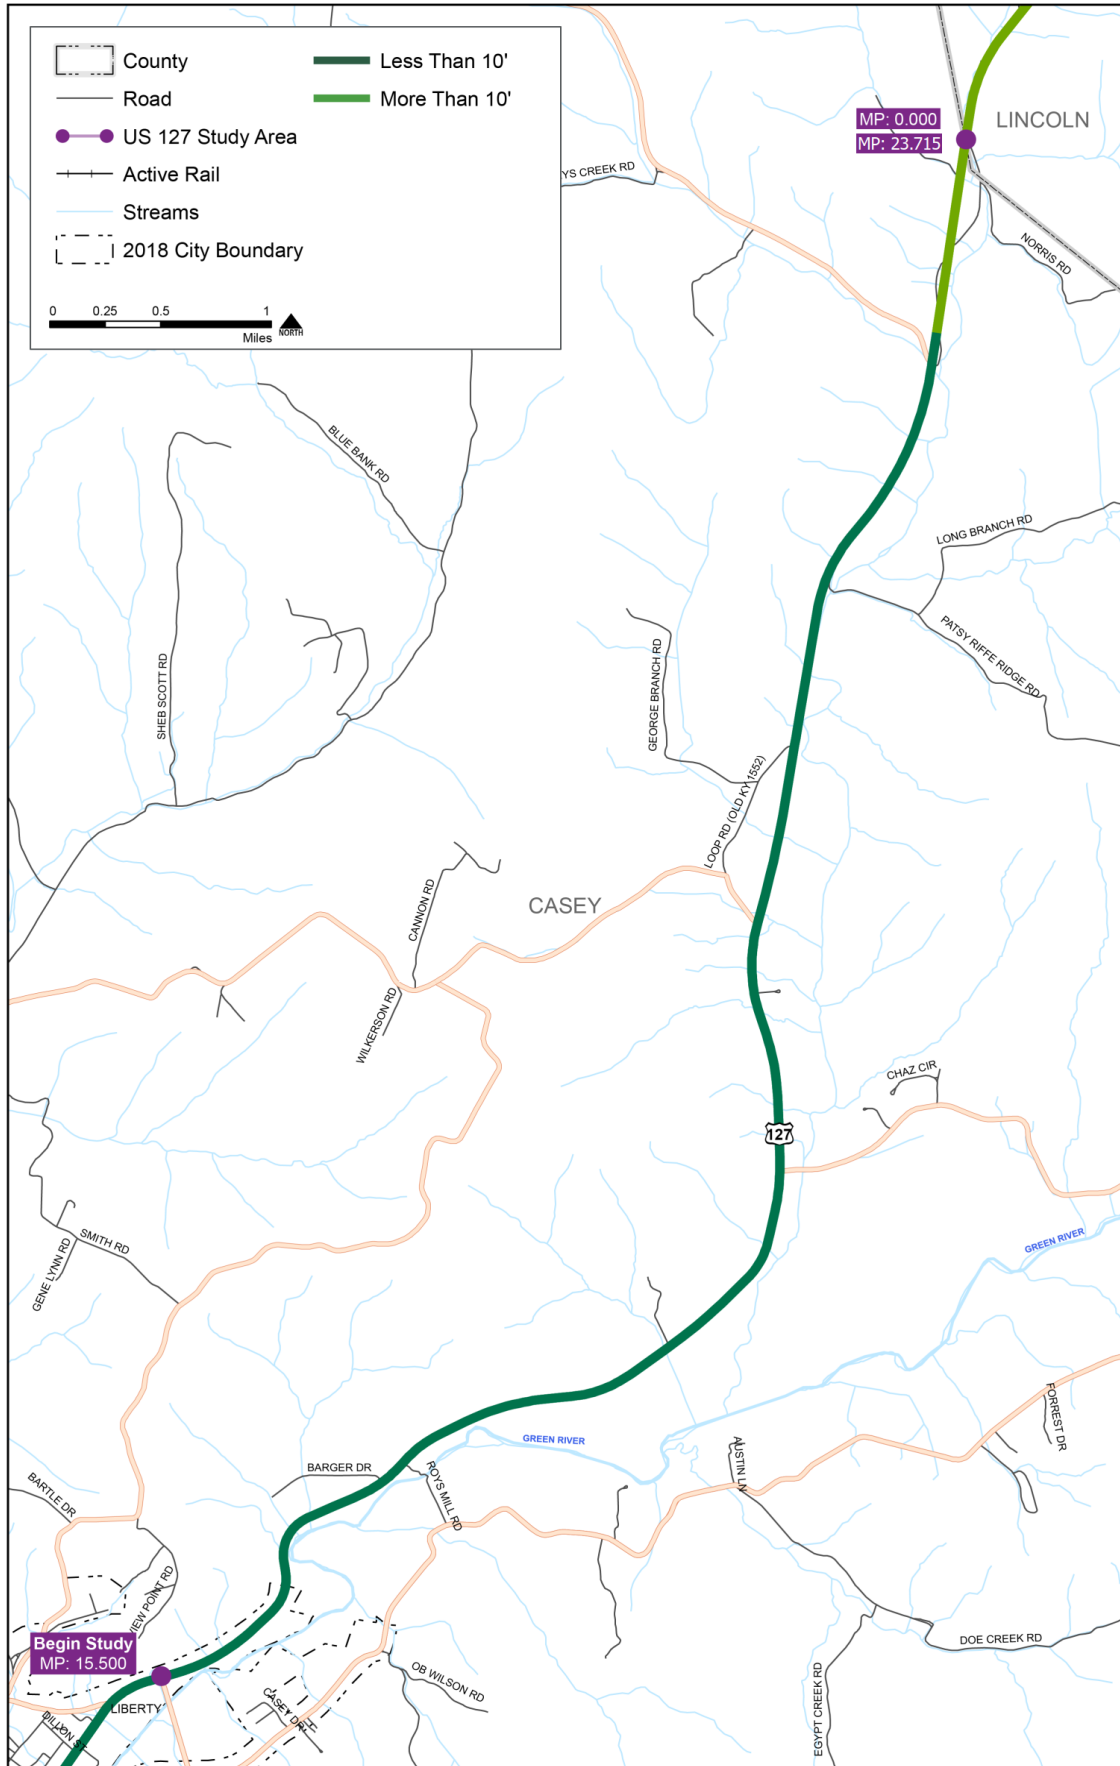 County
Road
US 127 Study Area
Active Rail
Streams
2018 City Boundary
Less Than 10'
More Than 10'
0 0.25 0.5 1
Miles
NORTH
MP: 0.000
MP: 23.715
LINCOLN
YS CREEK RD
NORRIS RD
BLUE BANK RD
LONG BRANCH RD
PATSY RIFFE RIDGE RD
SHEB SCOTT RD
GEORGE BRANCH RD
LOOP RD (OLD KY 1552)
CANNON RD
CASEY
WILKERSON RD
CHAZ CIR
127
SMITH RD
GENE LYNN RD
GREEN RIVER
GREEN RIVER
FORREST DR
AUSTIN LN
BARGER DR
ROYS MILL RD
BARTLE DR
VIEW POINT RD
Begin Study
MP: 15.500
DOE CREEK RD
OB WILSON RD
EGYPT CREEK RD
LIBERTY
CASEY DR
DILLON ST